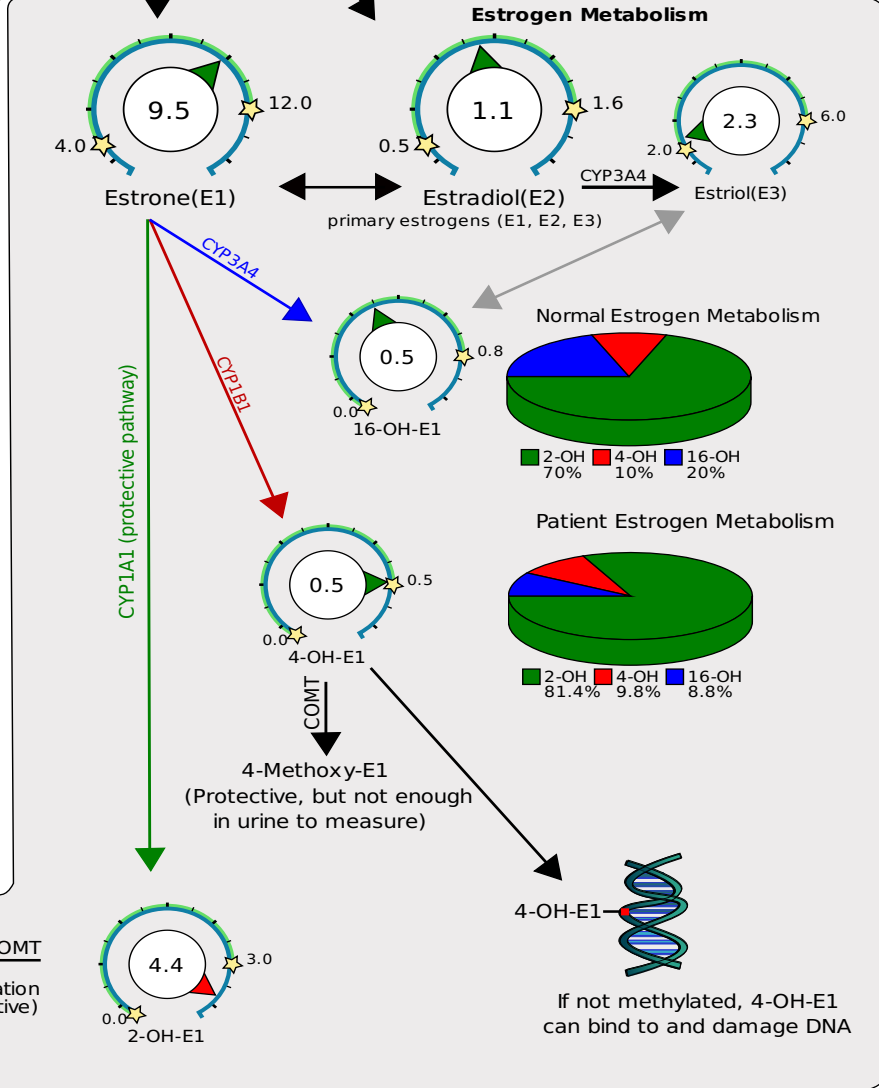 Estrogen Metabolism
9.5
4.0
12.0
Estrone(E1)
1.1
0.5
1.6
Estradiol(E2)
CYP3A4
2.3
2.0
6.0
Estriol(E3)
primary estrogens (E1, E2, E3)
CYP3A4
CYP1B1
CYP1A1 (protective pathway)
0.5
0.0
0.8
16-OH-E1
Normal Estrogen Metabolism
2-OH 4-OH 16-OH
70% 10% 20%
Patient Estrogen Metabolism
2-OH 4-OH 16-OH
81.4% 9.8% 8.8%
0.5
0.0
0.5
4-OH-E1
COMT
4-Methoxy-E1
(Protective, but not enough
in urine to measure)
4-OH-E1
If not methylated, 4-OH-E1
can bind to and damage DNA
OMT
ation
tive)
4.4
0.0
3.0
2-OH-E1